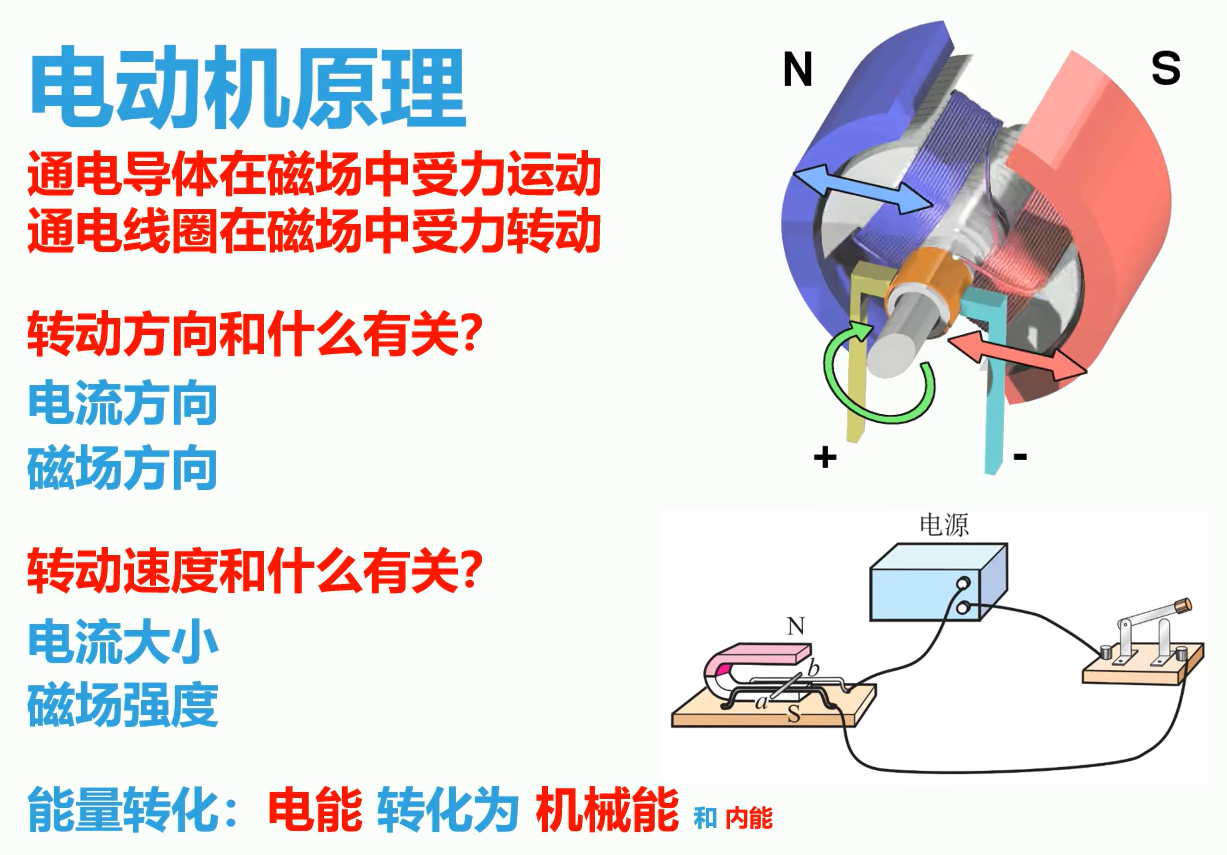 电动机原理
通电导体在磁场中受力运动
通电线圈在磁场中受力转动
转动方向和什么有关?
电流方向
磁场方向
转动速度和什么有关?
电流大小
磁场强度
能量转化：电能 转化为 机械能 和 内能
N
S
+
-
电源
N
b
a
S